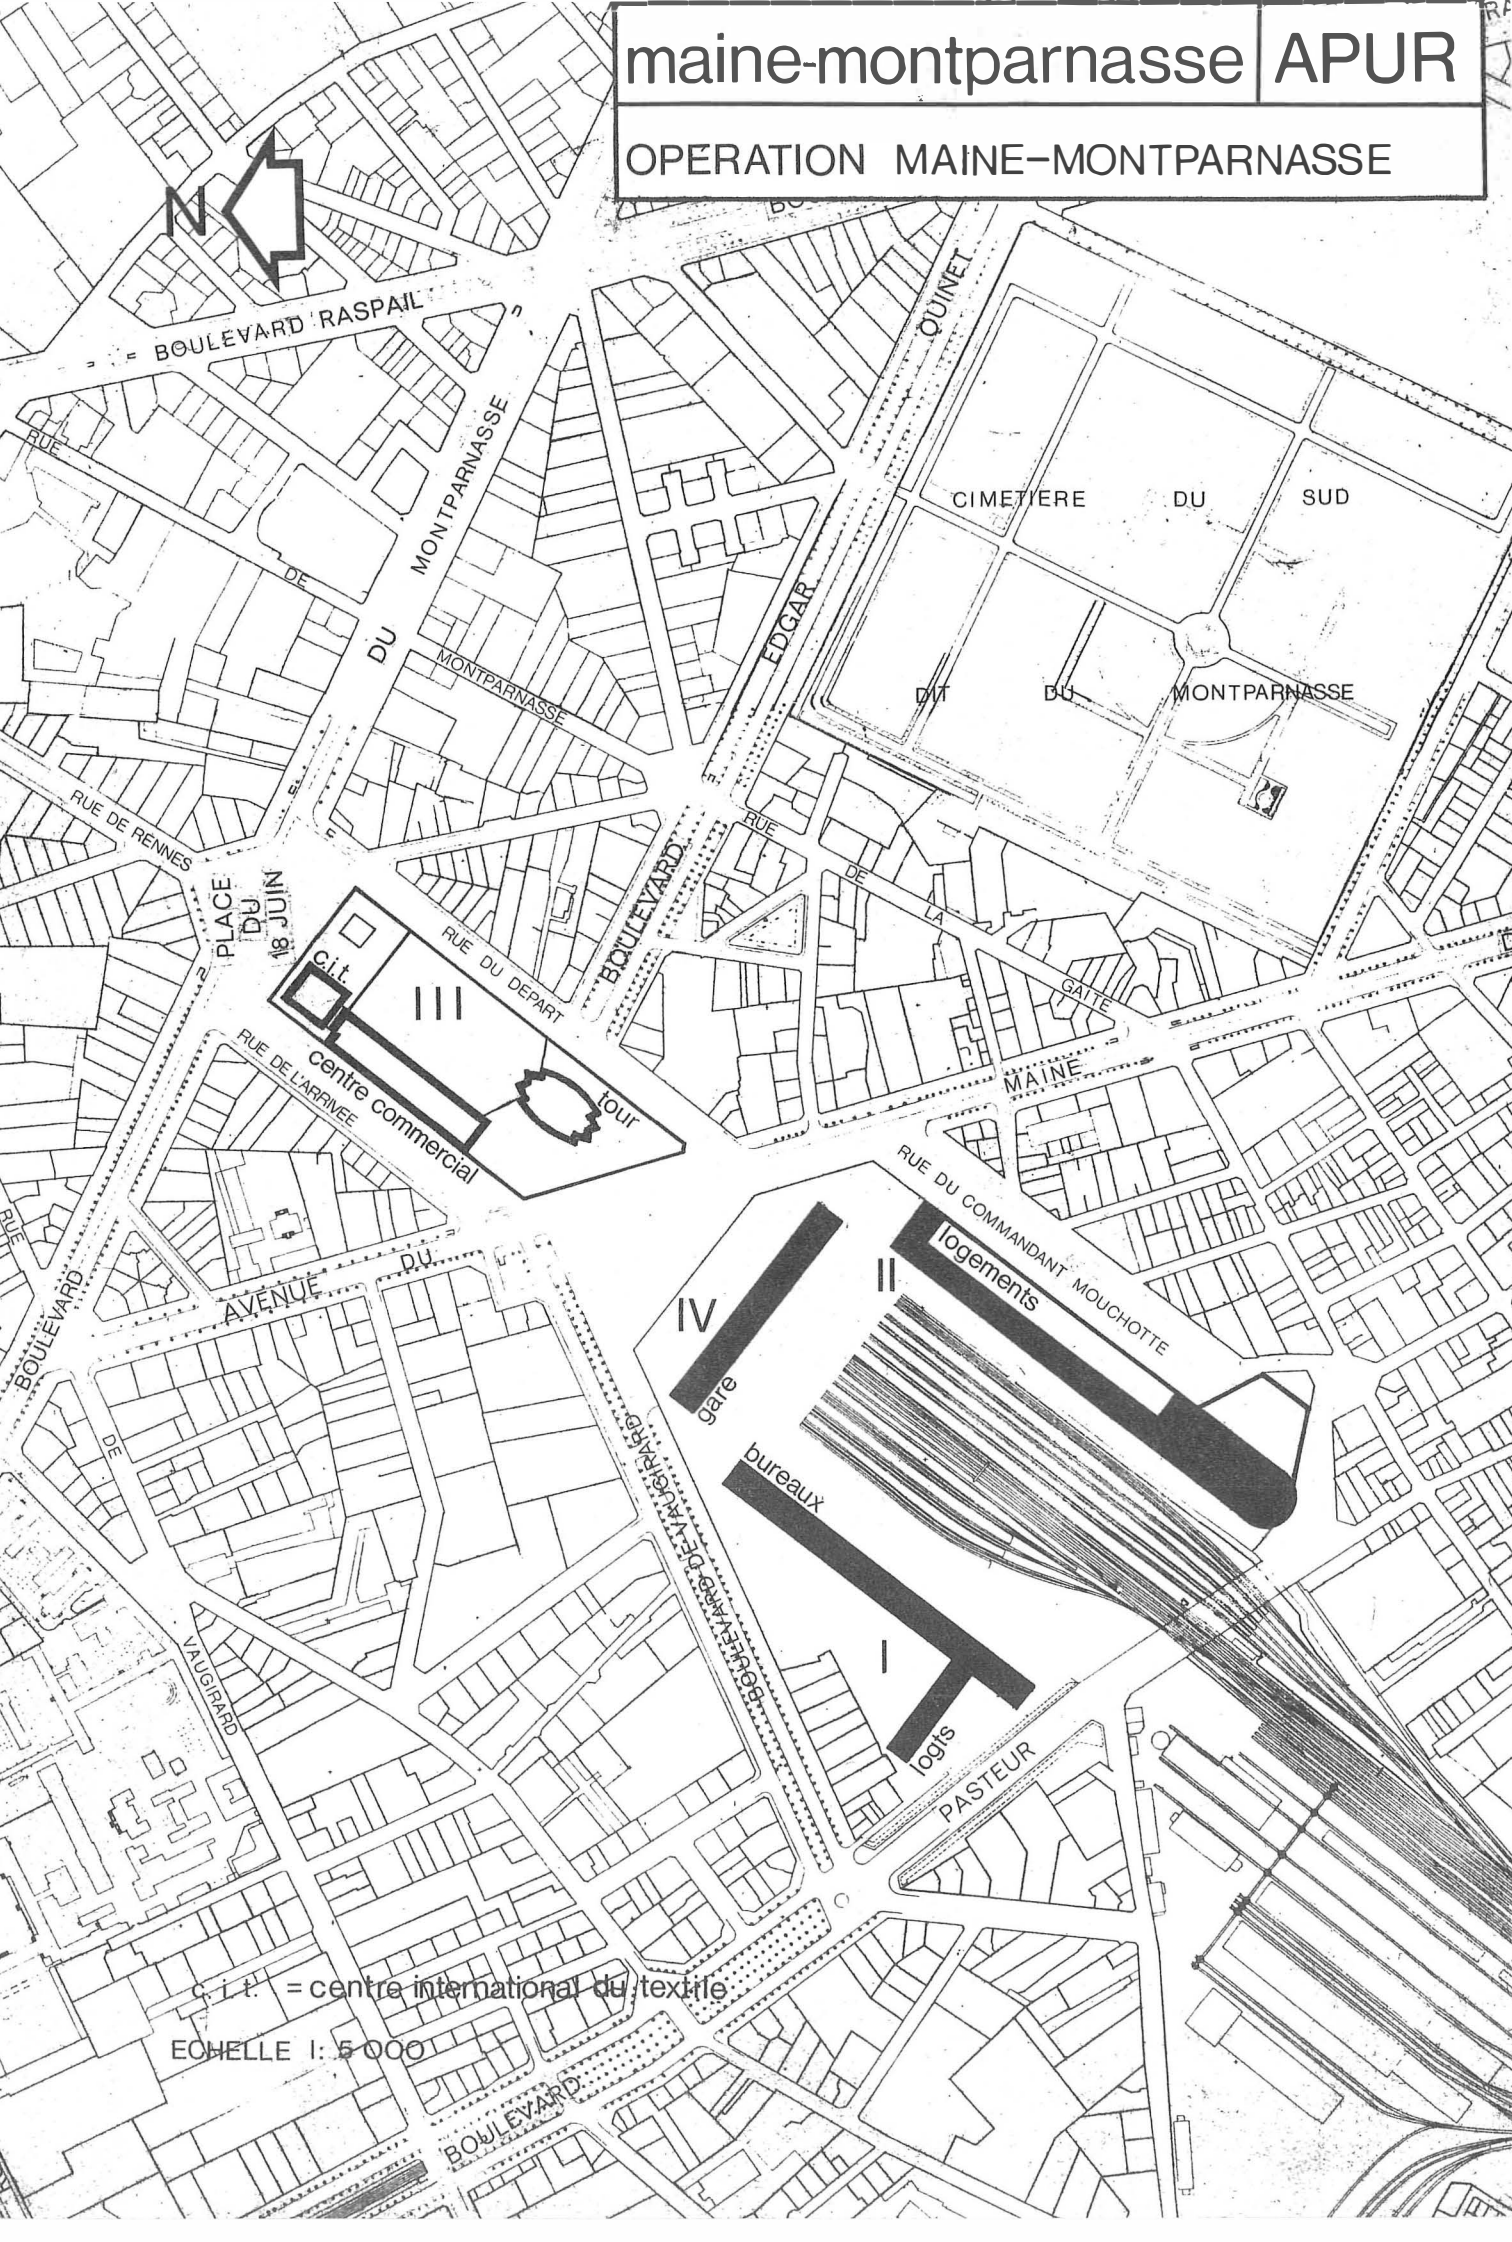 maine-montparnasse
APUR
OPERATION MAINE-MONTPARNASSE
N
BOULEVARD RASPAIL
QUINET
RUE
MONTPARNASSE
CIMETIERE DU SUD
DE
EDGAR
DU
MONTPARNASSE
DIT DU MONTPARNASSE
RUE DE RENNES
RUE
DE
LA
GAITE
BOULEVARD
PLACE
DU
18 JUIN
c.i.t.
III
RUE DU DEPART
RUE DE L'ARRIVEE
centre commercial
tour
MAINE
RUE DU COMMANDANT MOUCHOTTE
RUE
AVENUE DU
BOULEVARD
logements
II
IV
gare
DE
bureaux
BOULEVARD DE VAUGIRARD
VAUGIRARD
I
logts
PASTEUR
c.i.t. = centre international du textile
ECHELLE 1: 5 000
BOULEVARD